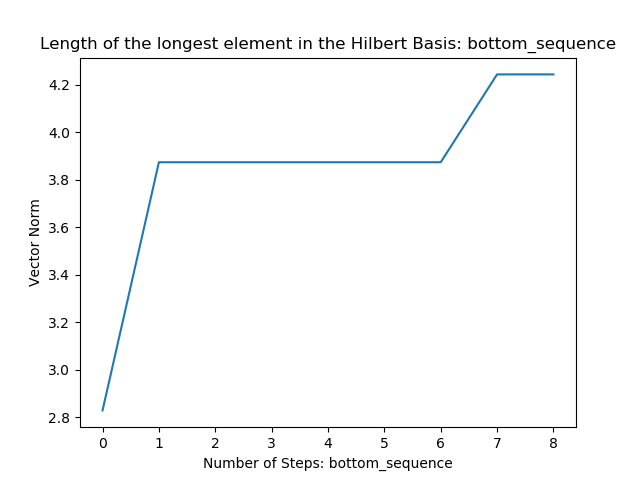 Length of the longest element in the Hilbert Basis: bottom_sequence
4.2
4.0
3.8
3.6
3.4
3.2
3.0
2.8
Vector Norm
0 1 2 3 4 5 6 7 8
Number of Steps: bottom_sequence